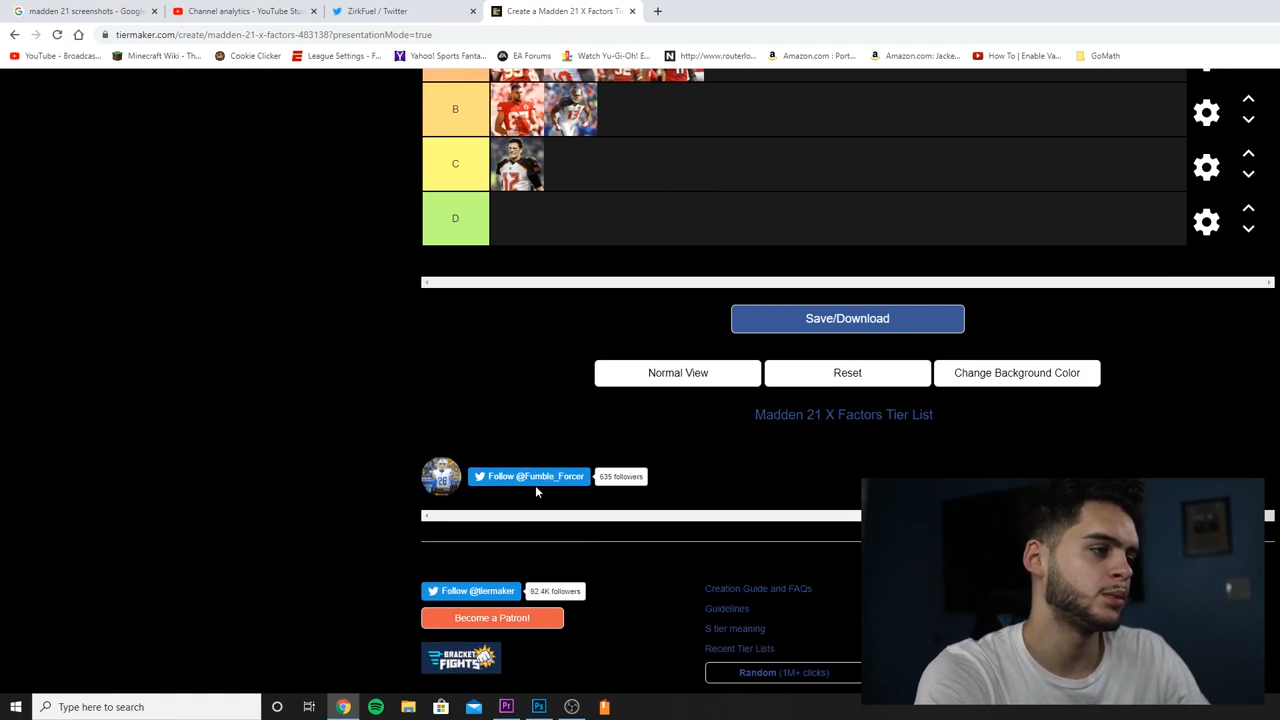 madden 21 screenshots - Google
Channel analytics - YouTube Stu
ZirkFuel / Twitter
Create a Madden 21 X Factors Tie
tiermaker.com/create/madden-21-x-factors-483138?presentationMode=true
YouTube - Broadcas...
Minecraft Wiki - Th...
Cookie Clicker
League Settings - F...
Yahoo! Sports Fanta...
EA Forums
Watch Yu-Gi-Oh! E...
http://www.routerlo...
Amazon.com : Port...
Amazon.com: Jacke...
How To | Enable Va...
GoMath
B
C
D
Save/Download
Normal View
Reset
Change Background Color
Madden 21 X Factors Tier List
Follow @Fumble_Forcer
635 followers
Follow @tiermaker
92.4K followers
Become a Patron!
BRACKET
FIGHTS
Creation Guide and FAQs
Guidelines
S tier meaning
Recent Tier Lists
Random (1M+ clicks)
Type here to search